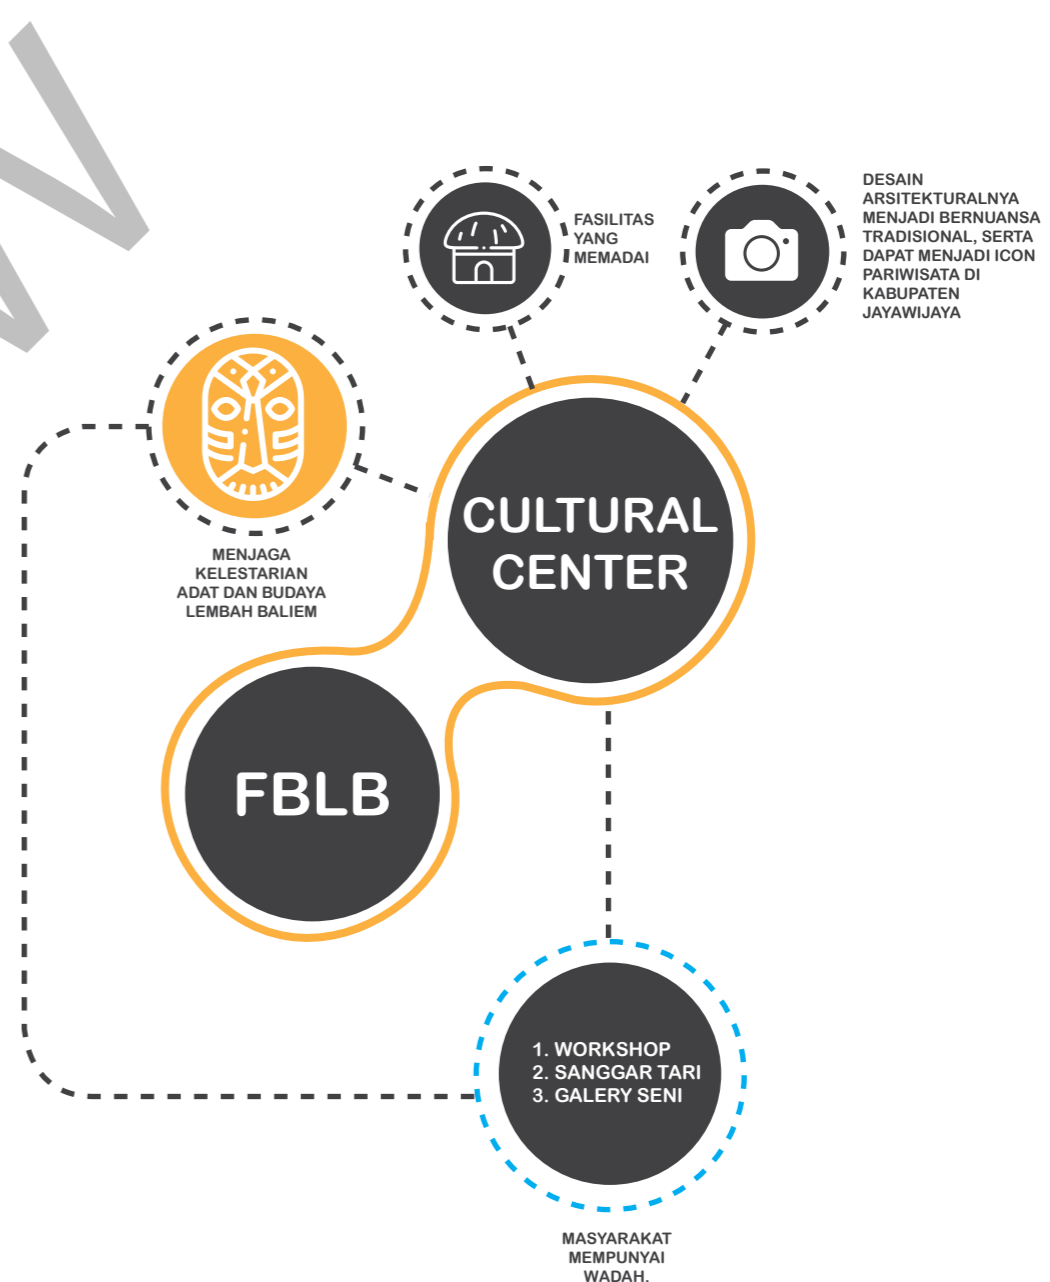 FASILITAS
YANG
MEMADAI
DESAIN
ARSITEKTURALNYA
MENJADI BERNUANSA
TRADISIONAL, SERTA
DAPAT MENJADI ICON
PARIWISATA DI
KABUPATEN
JAYAWIJAYA
MENJAGA
KELESTARIAN
ADAT DAN BUDAYA
LEMBAH BALIEM
CULTURAL
CENTER
FBLB
1. WORKSHOP
2. SANGGAR TARI
3. GALERY SENI
MASYARAKAT
MEMPUNYAI
WADAH.